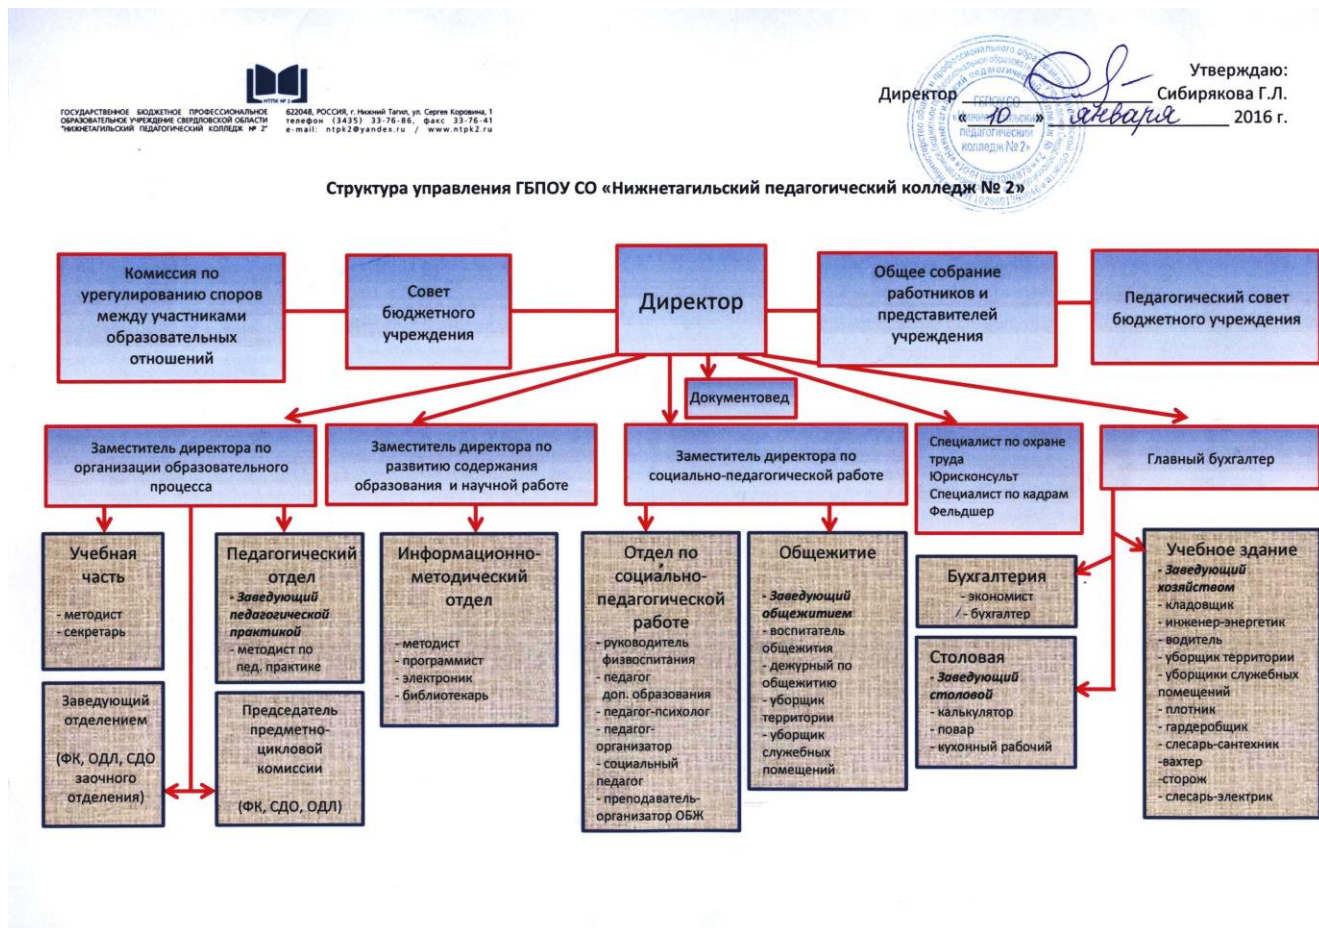 НТПК № 2
ГОСУДАРСТВЕННОЕ БЮДЖЕТНОЕ ПРОФЕССИОНАЛЬНОЕ
ОБРАЗОВАТЕЛЬНОЕ УЧРЕЖДЕНИЕ СВЕРДЛОВСКОЙ ОБЛАСТИ
"НИЖНЕТАГИЛЬСКИЙ ПЕДАГОГИЧЕСКИЙ КОЛЛЕДЖ № 2"
622048, РОССИЯ, г. Нижний Тагил, ул. Сергея Коровина, 1
телефон (3435) 33-76-86, факс 33-76-41
e-mail: ntpk2@yandex.ru / www.ntpk2.ru
Утверждаю:
Директор Сибирякова Г.Л.
« 10 » января 2016 г.
ГБПОУ СО
«Нижнетагильский
педагогический
колледж № 2»
Структура управления ГБПОУ СО «Нижнетагильский педагогический колледж № 2»
Комиссия по
урегулированию споров
между участниками
образовательных
отношений
Совет
бюджетного
учреждения
Директор
Общее собрание
работников и
представителей
учреждения
Педагогический совет
бюджетного учреждения
Документовед
Заместитель директора по
организации образовательного
процесса
Заместитель директора по
развитию содержания
образования и научной работе
Заместитель директора по
социально-педагогической работе
Специалист по охране
труда
Юрисконсульт
Специалист по кадрам
Фельдшер
Главный бухгалтер
Учебная
часть
- методист
- секретарь
Педагогический
отдел
- Заведующий
педагогической
практикой
- методист по
пед. практике
Информационно-
методический
отдел
- методист
- программист
- электроник
- библиотекарь
Отдел по
социально-
педагогической
работе
- руководитель
физвоспитания
- педагог
доп. образования
- педагог-психолог
- педагог-
организатор
- социальный
педагог
- преподаватель-
организатор ОБЖ
Общежитие
- Заведующий
общежитием
- воспитатель
общежития
- дежурный по
общежитию
- уборщик
территории
- уборщик
служебных
помещений
Бухгалтерия
- экономист
- бухгалтер
Столовая
- Заведующий
столовой
- калькулятор
- повар
- кухонный рабочий
Учебное здание
- Заведующий
хозяйством
- кладовщик
- инженер-энергетик
- водитель
- уборщик территории
- уборщики служебных
помещений
- плотник
- гардеробщик
- слесарь-сантехник
-вахтер
-сторож
- слесарь-электрик
Заведующий
отделением
(ФК, ОДЛ, СДО
заочного
отделения)
Председатель
предметно-
цикловой
комиссии
(ФК, СДО, ОДЛ)